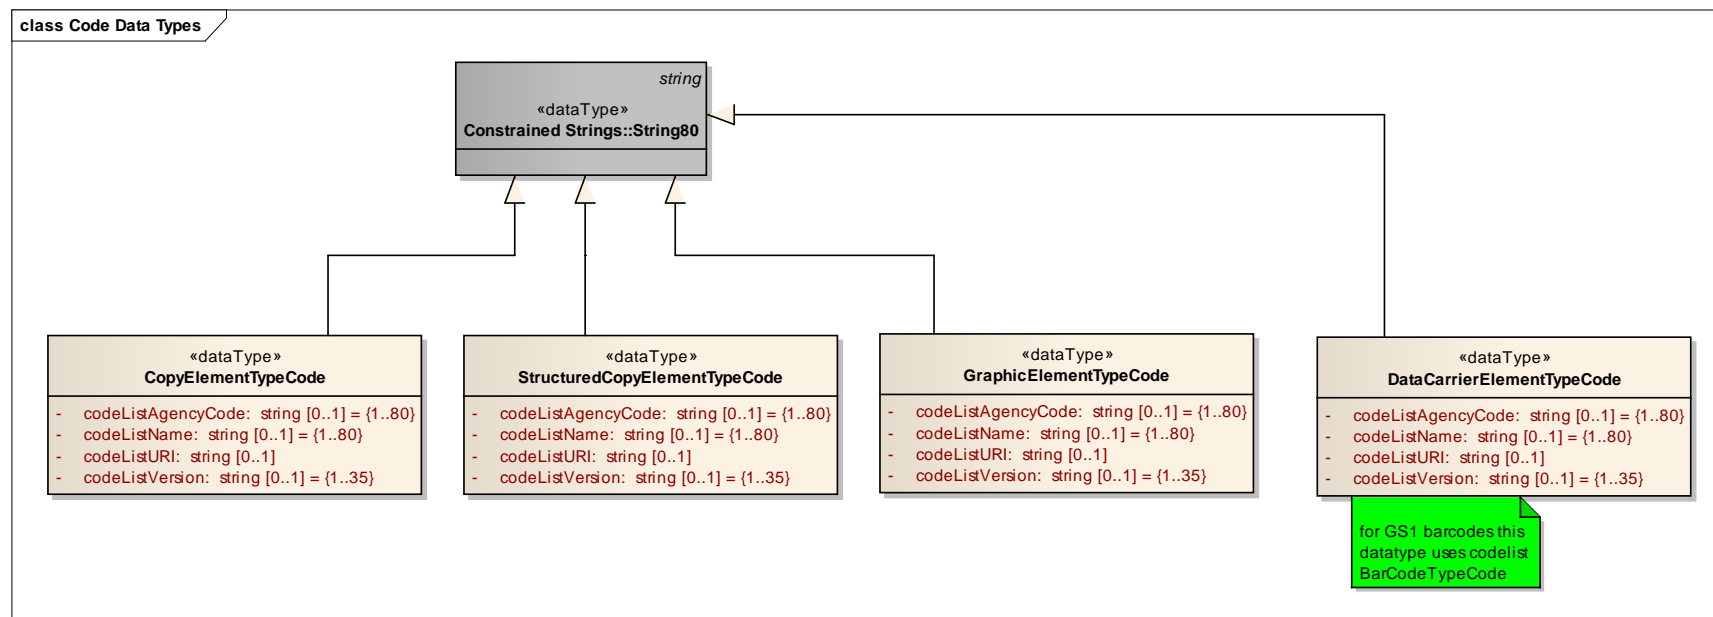 class Code Data Types
string
«dataType»
Constrained Strings::String80
«dataType»
CopyElementTypeCode
- codeListAgencyCode: string [0..1] = {1..80}
- codeListName: string [0..1] = {1..80}
- codeListURI: string [0..1]
- codeListVersion: string [0..1] = {1..35}
«dataType»
StructuredCopyElementTypeCode
- codeListAgencyCode: string [0..1] = {1..80}
- codeListName: string [0..1] = {1..80}
- codeListURI: string [0..1]
- codeListVersion: string [0..1] = {1..35}
«dataType»
GraphicElementTypeCode
- codeListAgencyCode: string [0..1] = {1..80}
- codeListName: string [0..1] = {1..80}
- codeListURI: string [0..1]
- codeListVersion: string [0..1] = {1..35}
«dataType»
DataCarrierElementTypeCode
- codeListAgencyCode: string [0..1] = {1..80}
- codeListName: string [0..1] = {1..80}
- codeListURI: string [0..1]
- codeListVersion: string [0..1] = {1..35}
for GS1 barcodes this
datatype uses codelist
BarCodeTypeCode